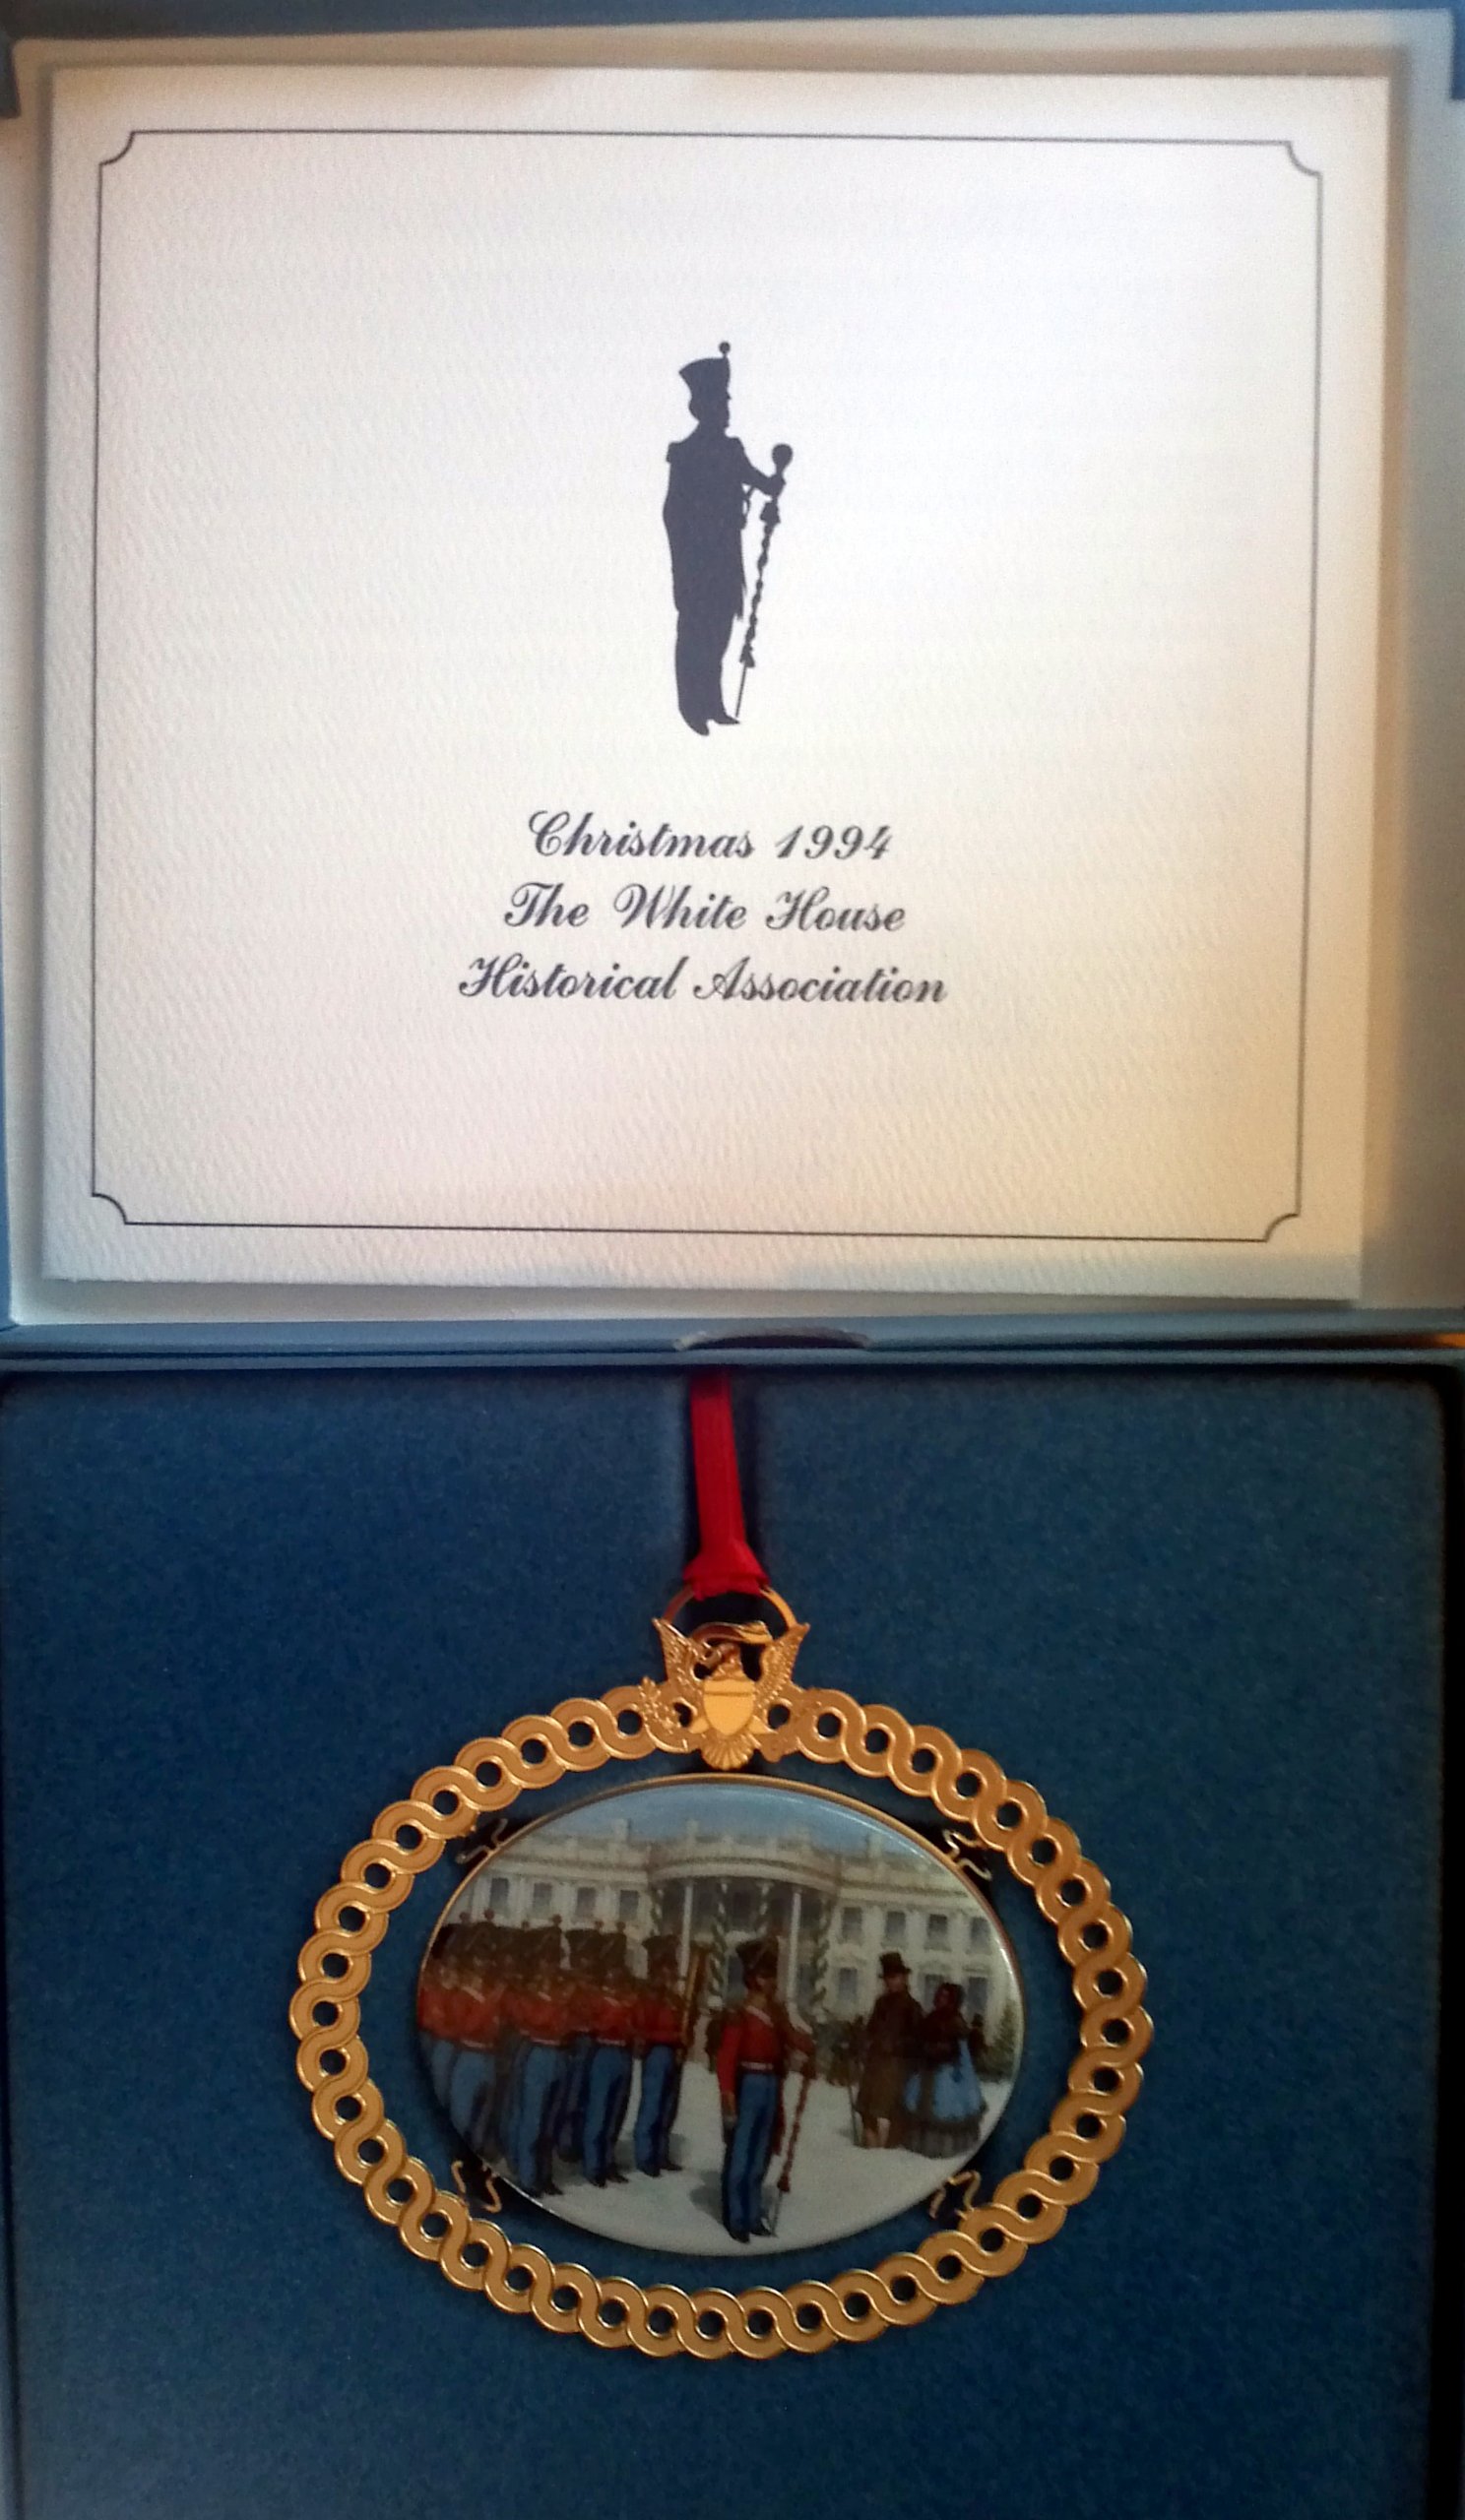 Christmas 1994
The White House
Historical Association